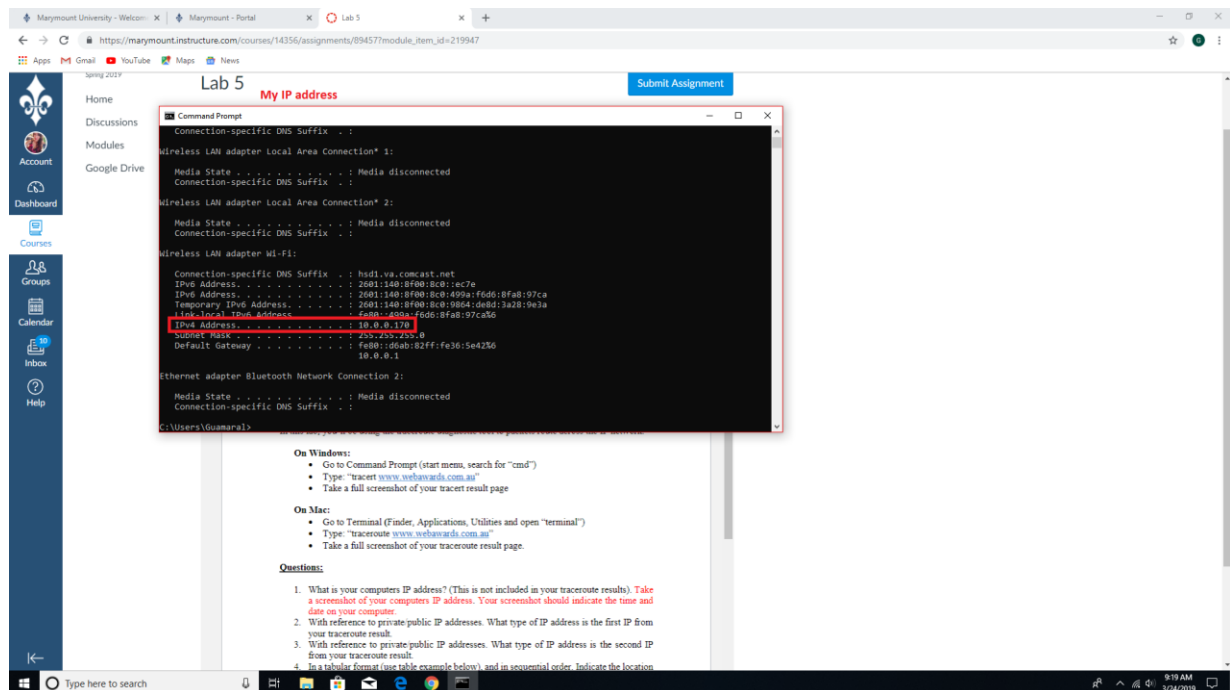 Marymount University - Welcom
Marymount - Portal
Lab 5
https://marymount.instructure.com/courses/14356/assignments/89457?module_item_id=219947
G
Apps
Gmail
YouTube
Maps
News
Spring 2019
Lab 5
Submit Assignment
My IP address
Home
Discussions
Modules
Google Drive
Account
Dashboard
Courses
Groups
Calendar
10
Inbox
Help
Command Prompt
Connection-specific DNS Suffix . :
Wireless LAN adapter Local Area Connection* 1:
Media State . . . . . . . . . . . : Media disconnected
Connection-specific DNS Suffix . :
Wireless LAN adapter Local Area Connection* 2:
Media State . . . . . . . . . . . : Media disconnected
Connection-specific DNS Suffix . :
Wireless LAN adapter Wi-Fi:
Connection-specific DNS Suffix . : hsd1.va.comcast.net
IPv6 Address. . . . . . . . . . . : 2601:140:8f00:8c0::ec7e
IPv6 Address. . . . . . . . . . . : 2601:140:8f00:8c0:499a:f6d6:8fa8:97ca
Temporary IPv6 Address. . . . . . : 2601:140:8f00:8c0:9864:de8d:3a28:9e3a
Link-local IPv6 Address . . . . . : fe80::499a:f6d6:8fa8:97ca%6
IPv4 Address. . . . . . . . . . . : 10.0.0.170
Subnet Mask . . . . . . . . . . . : 255.255.255.0
Default Gateway . . . . . . . . . : fe80::d6ab:82ff:fe36:5e42%6
10.0.0.1
Ethernet adapter Bluetooth Network Connection 2:
Media State . . . . . . . . . . . : Media disconnected
Connection-specific DNS Suffix . :
C:\Users\Guamaral>
On Windows:
• Go to Command Prompt (start menu, search for “cmd”)
• Type: “tracert www.webawards.com.au”
• Take a full screenshot of your tracert result page
On Mac:
• Go to Terminal (Finder, Applications, Utilities and open “terminal”)
• Type: “traceroute www.webawards.com.au”
• Take a full screenshot of your traceroute result page.
Questions:
1. What is your computers IP address? (This is not included in your traceroute results). Take
a screenshot of your computers IP address. Your screenshot should indicate the time and
date on your computer.
2. With reference to private/public IP addresses. What type of IP address is the first IP from
your traceroute result.
3. With reference to private/public IP addresses. What type of IP address is the second IP
from your traceroute result.
4. In a tabular format (use table example below), and in sequential order. Indicate the location
Type here to search
9:19 AM
3/24/2019